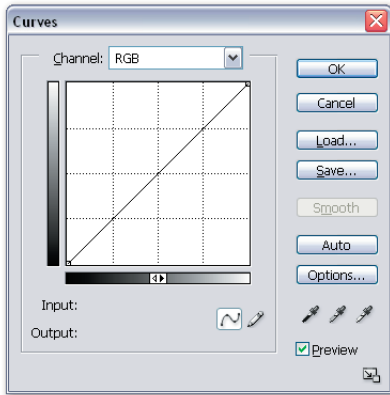 Curves
Channel: RGB
OK
Cancel
Load...
Save...
Smooth
Auto
Options...
Input:
Output:
Preview